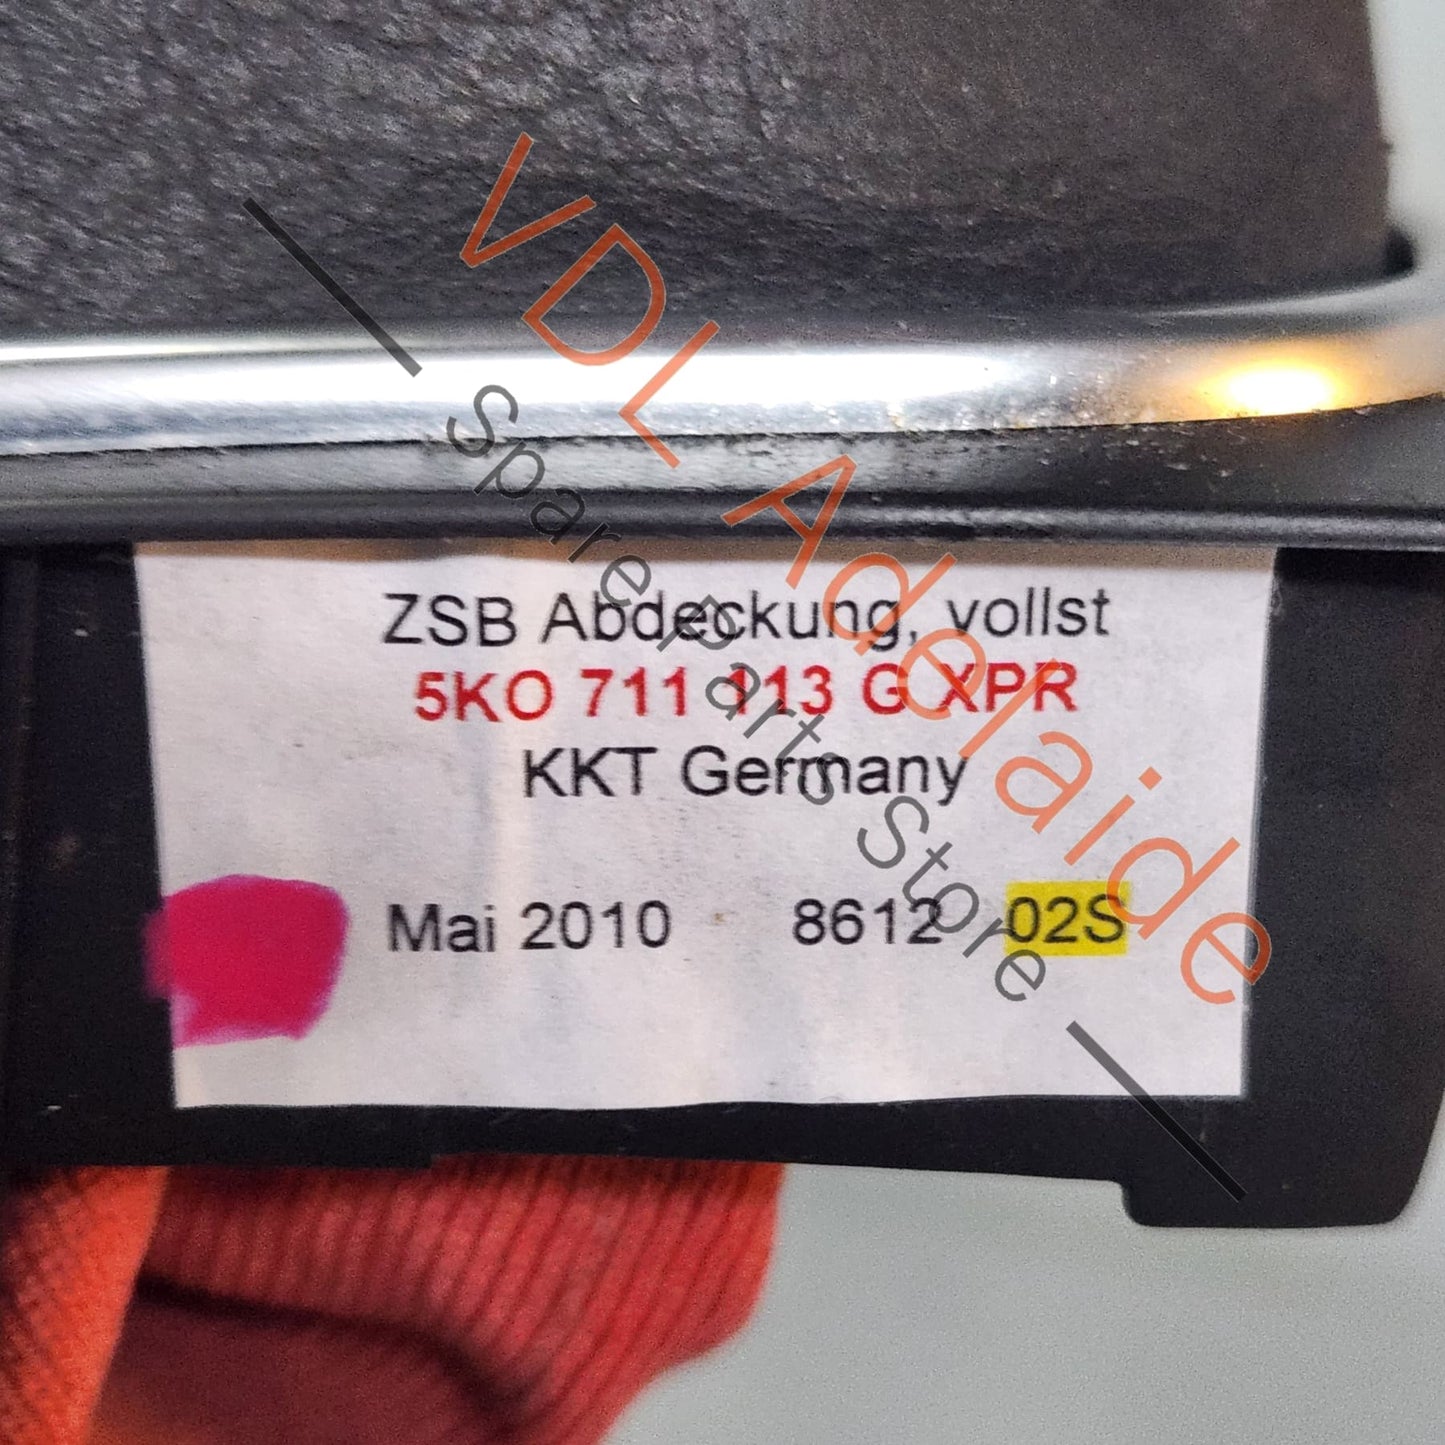 ZSB Abdeckung, vollst
5KO 711 113 G XPR
KKT Germany
Mai 2010 8612 02S
VDL Adelaide
Spare Parts Store